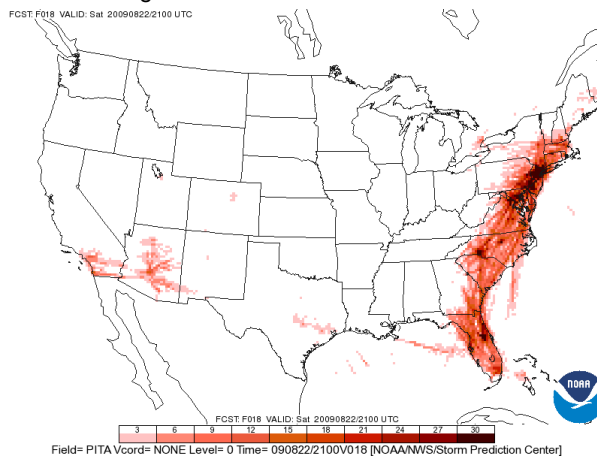 FCST: F018 VALID: Sat 20090822/2100 UTC
NOAA
FCST: F018 VALID: Sat 20090822/2100 UTC
3 6 9 12 15 18 21 24 27 30
Field= PITA Vcord= NONE Level= 0 Time= 090822/2100V018 [NOAA/NWS/Storm Prediction Center]